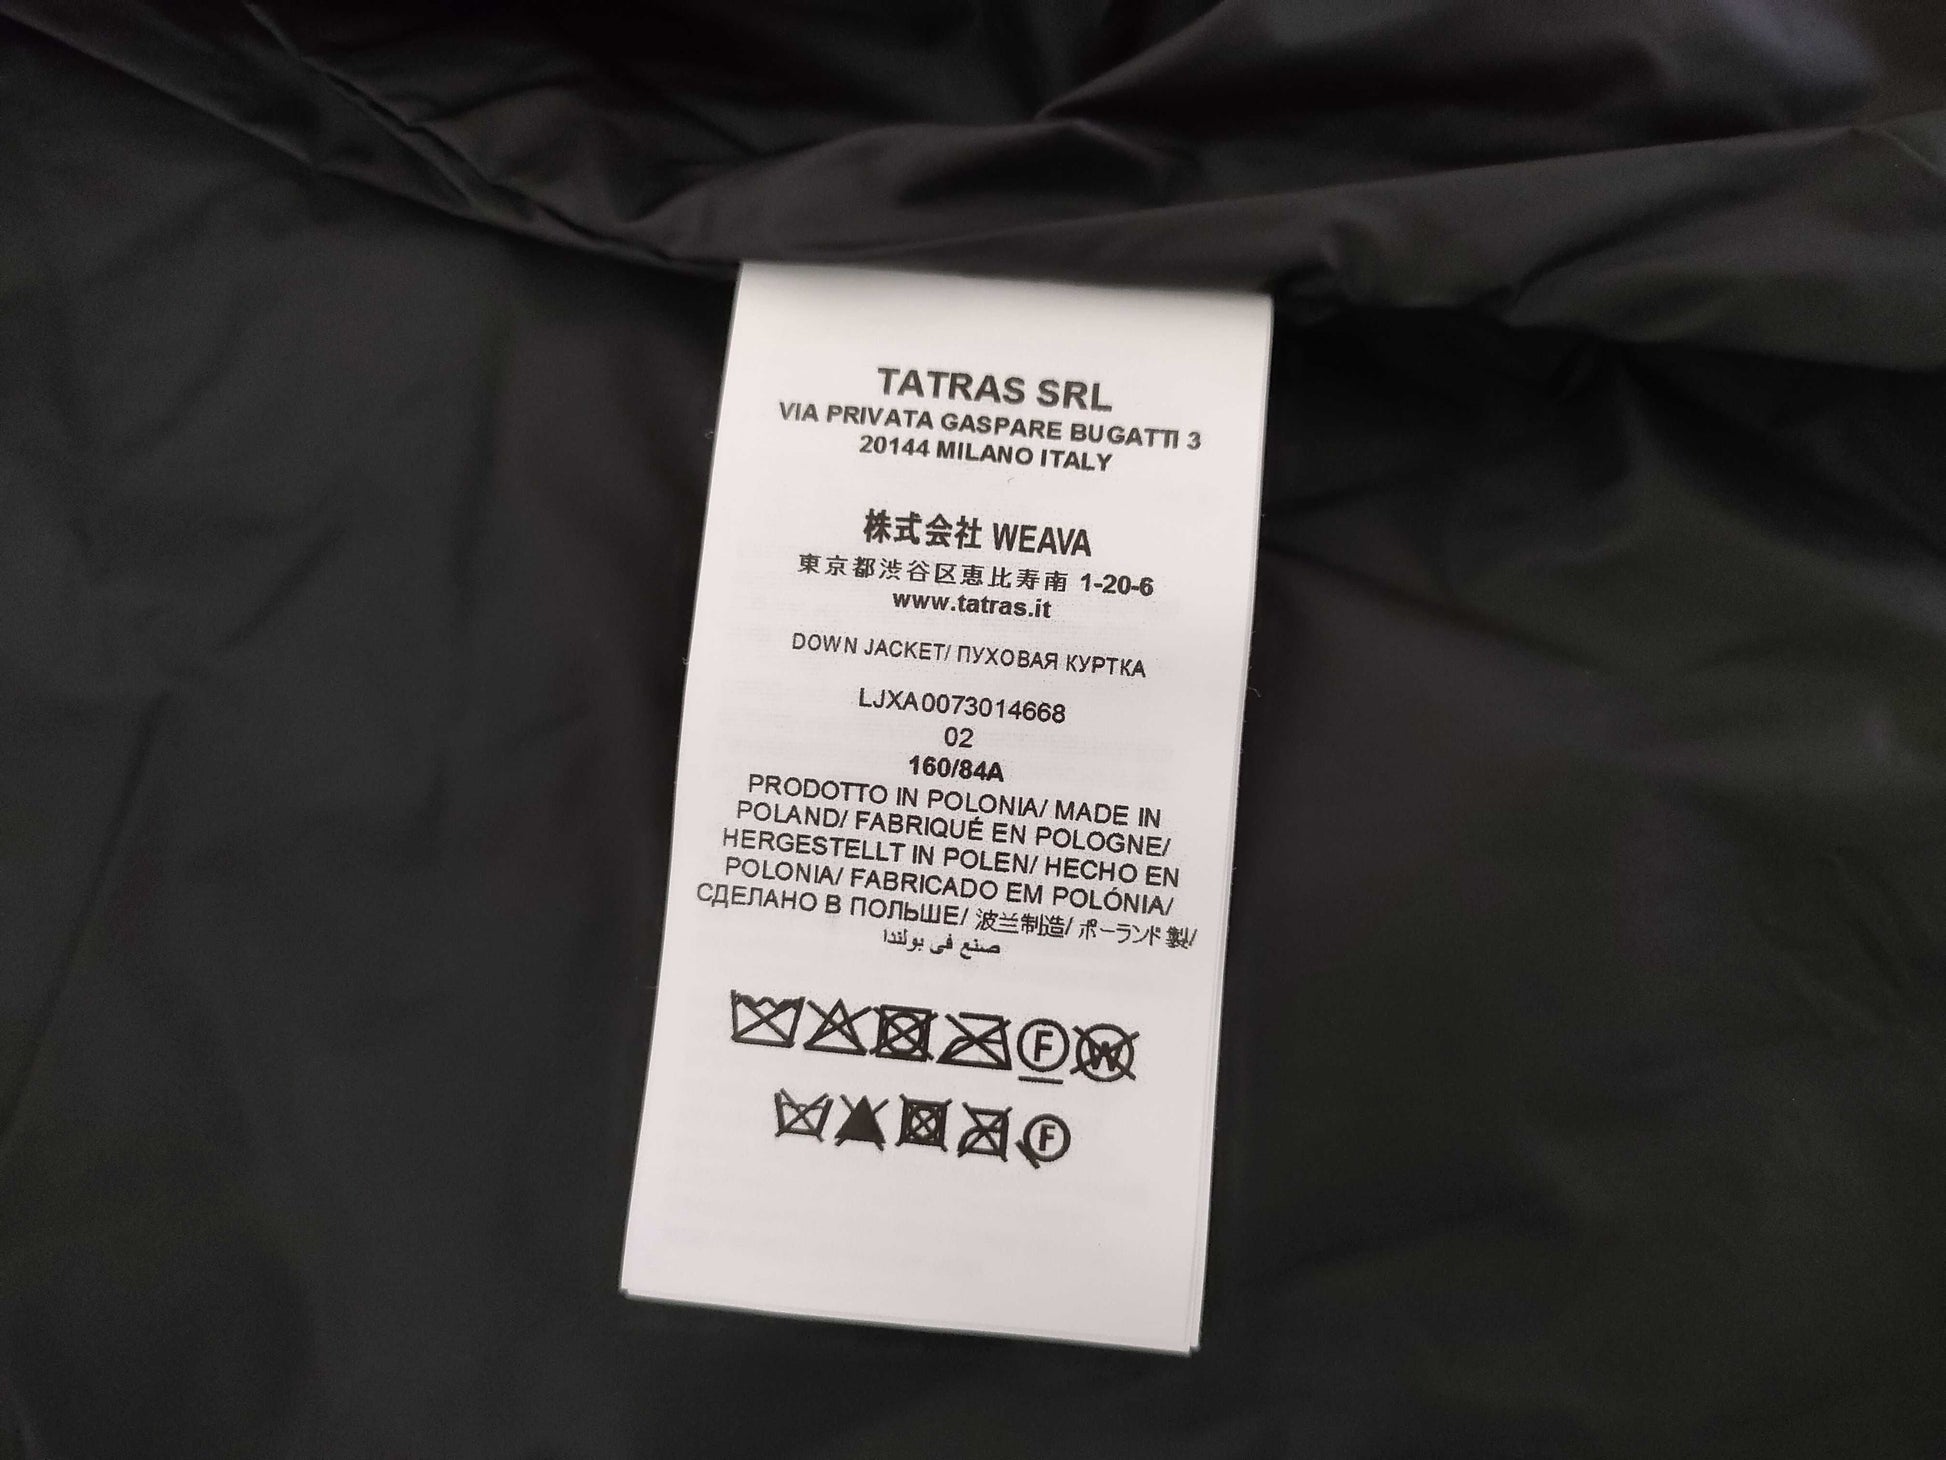 TATRAS SRL
VIA PRIVATA GASPARE BUGATTI 3
20144 MILANO ITALY
株式会社 WEAVA
東京都渋谷区恵比寿南 1-20-6
www.tatras.it
DOWN JACKET/ ПУХОВАЯ КУРТКА
LJXA0073014668
02
160/84A
PRODOTTO IN POLONIA/ MADE IN
POLAND/ FABRIQUÉ EN POLOGNE/
HERGESTELLT IN POLEN/ HECHO EN
POLONIA/ FABRICADO EM POLÓNIA/
СДЕЛАНО В ПОЛЬШЕ/ 波兰制造/ ポーランド製/
صنع في بولندا
F W
F